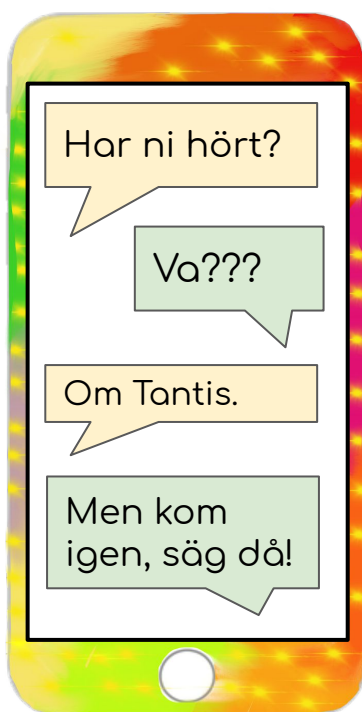 Har ni hört?
Va???
Om Tantis.
Men kom
igen, säg då!